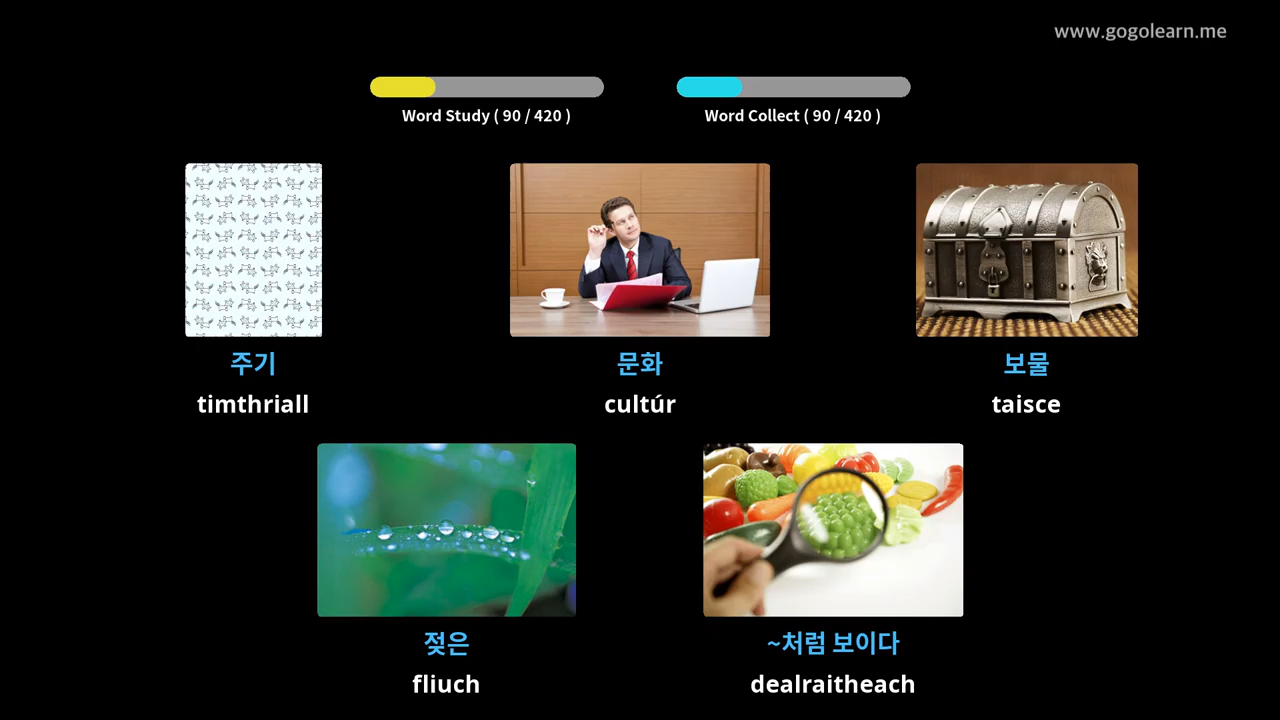 www.gogolearn.me
Word Study ( 90 / 420 )
Word Collect ( 90 / 420 )
주기
timthriall
문화
cultúr
보물
taisce
젖은
fliuch
~처럼 보이다
dealraitheach